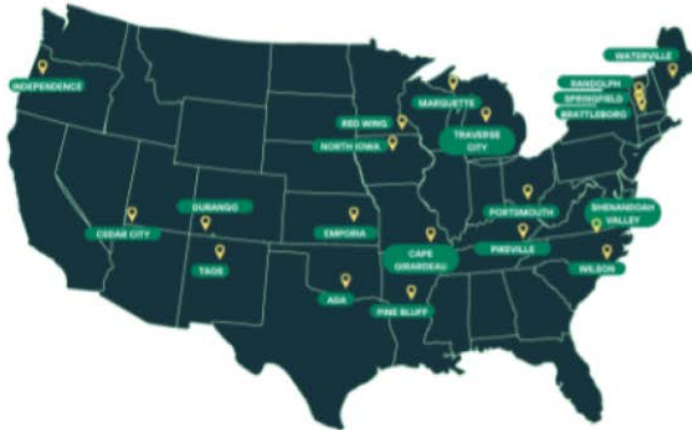 WATERVILLE
RANDOLPH
INDEPENDENCE
SPRINGFIELD
MARQUETTE
BRATTLEBORO
RED WING
TRAVERSE
CITY
NORTH IOWA
DURANGO
PORTSMOUTH
SHENANDOAH
VALLEY
CEDAR CITY
EMPORIA
PIKEVILLE
CAPE
GIRARDEAU
TAOS
WILSON
ADA
PINE BLUFF